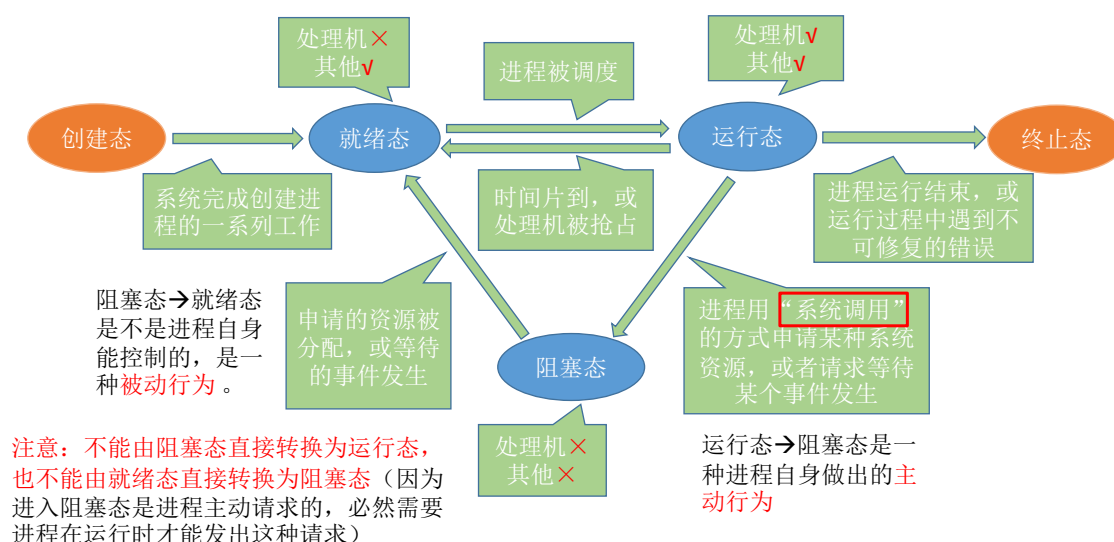 处理机×
其他√
进程被调度
处理机√
其他√
创建态
就绪态
运行态
终止态
系统完成创建进
程的一系列工作
时间片到，或
处理机被抢占
进程运行结束，或
运行过程中遇到不
可修复的错误
阻塞态→就绪态
是不是进程自身
能控制的，是一
种被动行为。
申请的资源被
分配，或等待
的事件发生
阻塞态
进程用“系统调用”
的方式申请某种系统
资源，或者请求等待
某个事件发生
处理机×
其他×
运行态→阻塞态是一
种进程自身做出的主
动行为
注意：不能由阻塞态直接转换为运行态，
也不能由就绪态直接转换为阻塞态（因为
进入阻塞态是进程主动请求的，必然需要
进程在运行时才能发出这种请求）